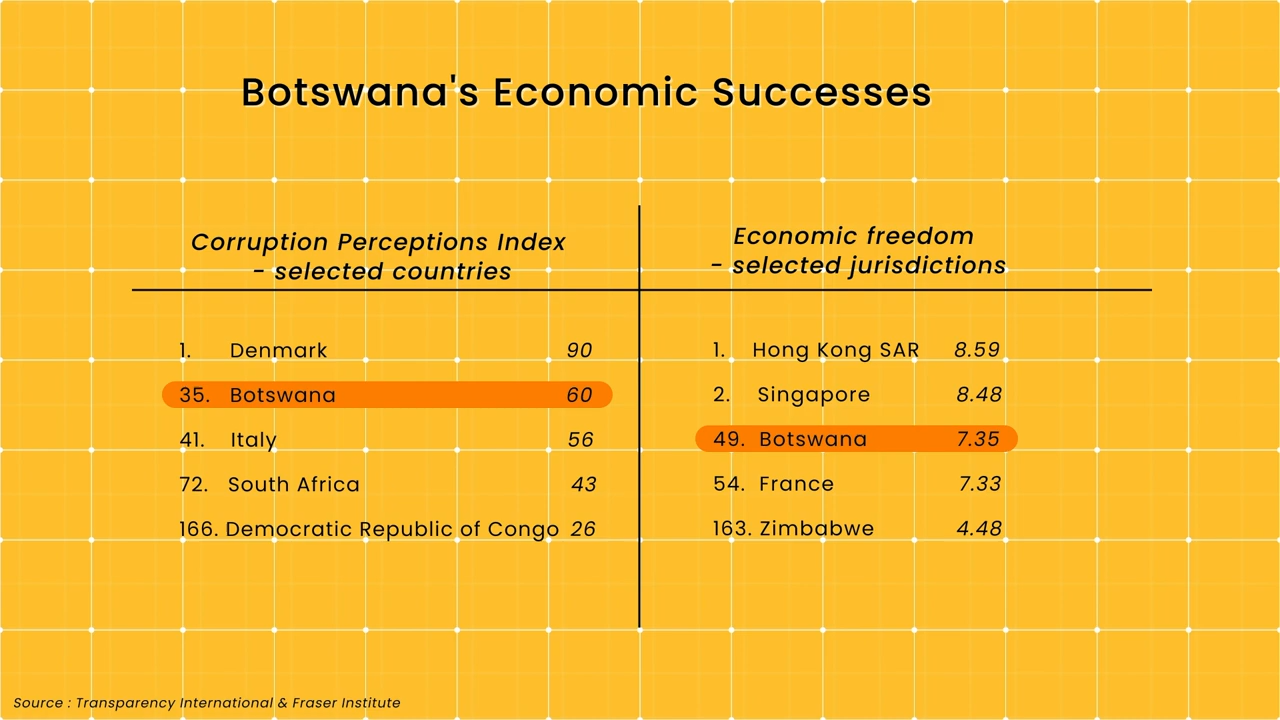 Botswana's Economic Successes
Corruption Perceptions Index
- selected countries
1. Denmark 90
35. Botswana 60
41. Italy 56
72. South Africa 43
166. Democratic Republic of Congo 26
Economic freedom
- selected jurisdictions
1. Hong Kong SAR 8.59
2. Singapore 8.48
49. Botswana 7.35
54. France 7.33
163. Zimbabwe 4.48
Source : Transparency International & Fraser Institute